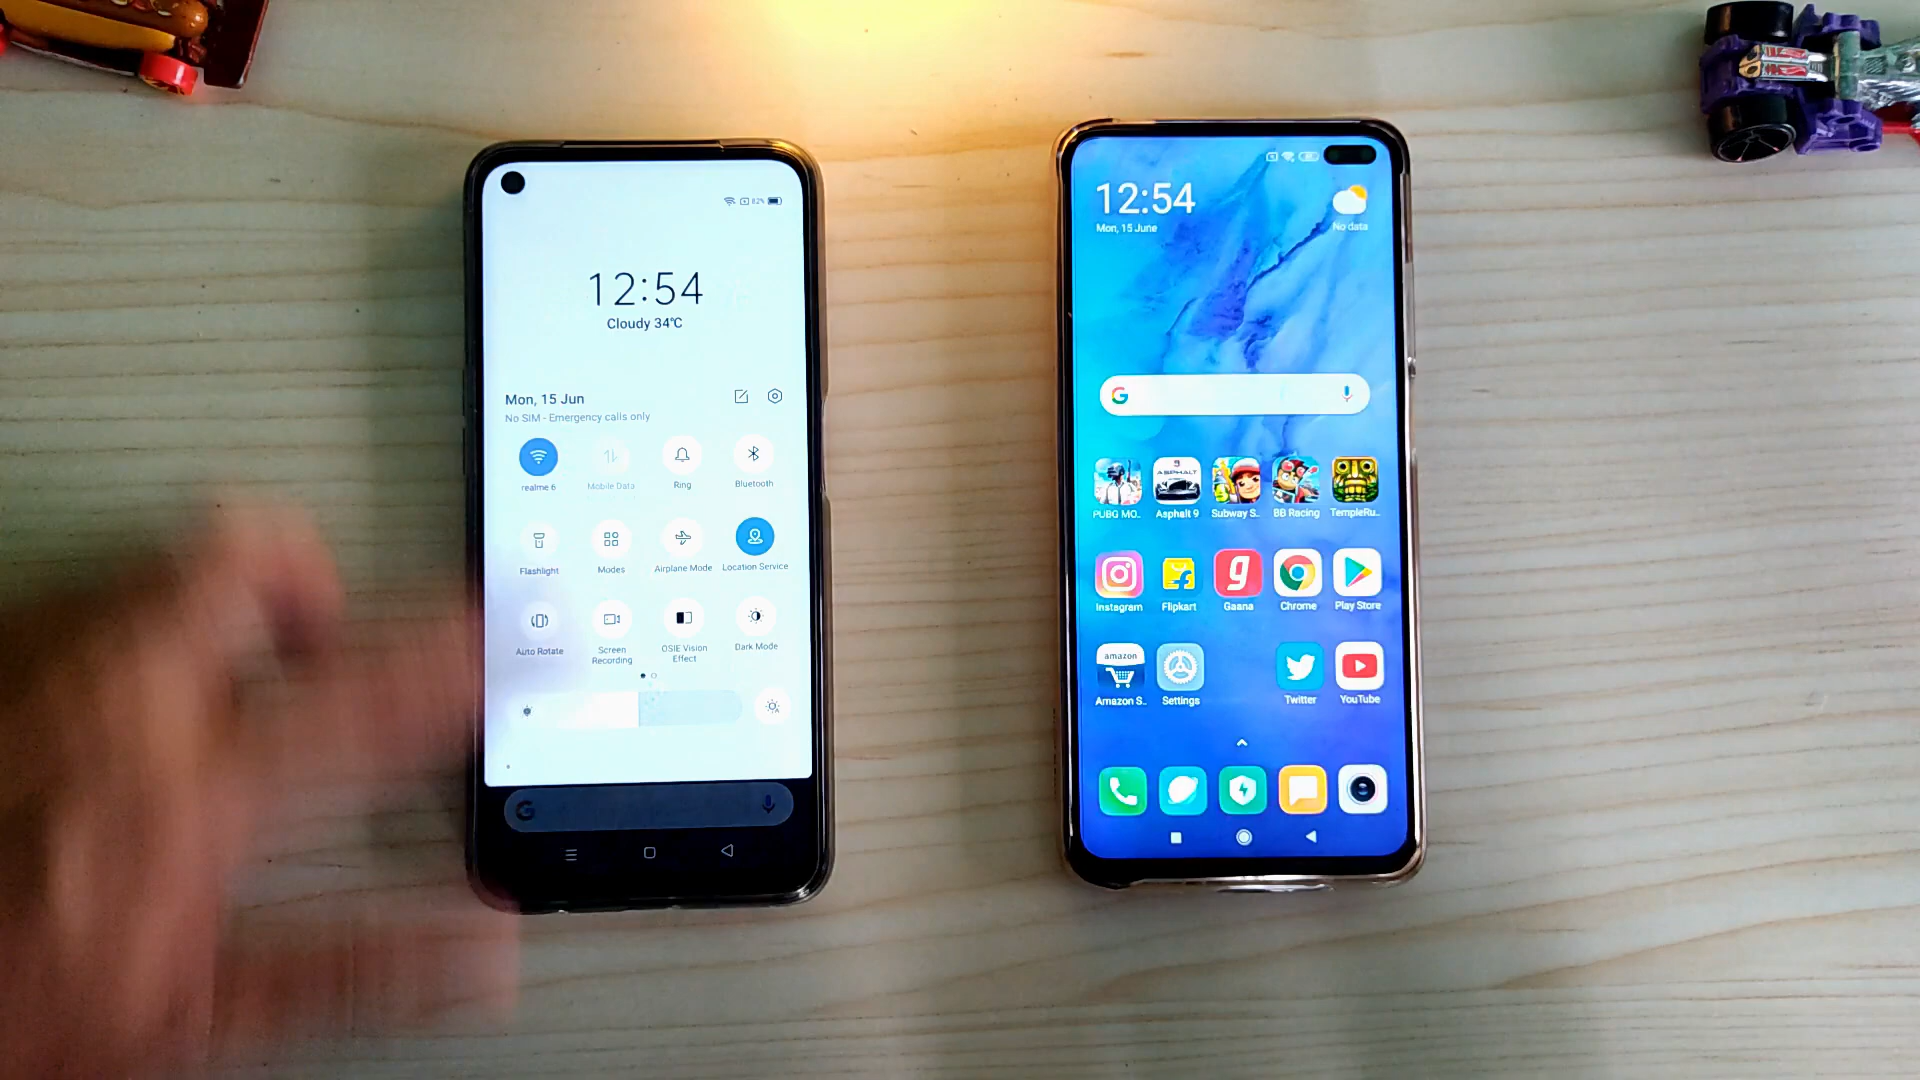 82%
12:54
Cloudy 34°C
Mon, 15 Jun
No SIM - Emergency calls only
realme 6
Mobile Data
Ring
Bluetooth
Flashlight
Modes
Airplane Mode
Location Service
Auto Rotate
Screen
Recording
OSIE Vision
Effect
Dark Mode
12:54
Mon, 15 June
No data
PUBG MO..
Asphalt 9
Subway S..
BB Racing
TempleRu..
Instagram
Flipkart
Gaana
Chrome
Play Store
amazon
Amazon S..
Settings
Twitter
YouTube